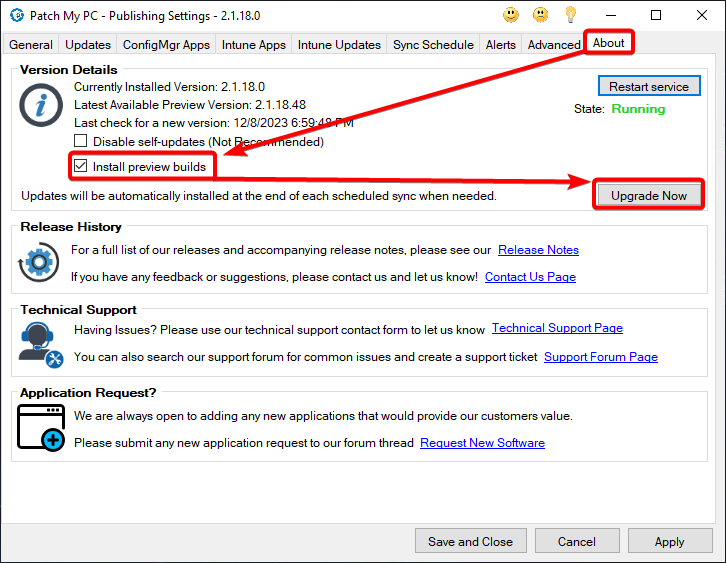 Patch My PC - Publishing Settings - 2.1.18.0
General Updates ConfigMgr Apps Intune Apps Intune Updates Sync Schedule Alerts Advanced About
Version Details
Currently Installed Version: 2.1.18.0
Restart service
Latest Available Preview Version: 2.1.18.48
State: Running
Last check for a new version: 12/8/2023 6:59:48 PM
Disable self-updates (Not Recommended)
Install preview builds
Updates will be automatically installed at the end of each scheduled sync when needed.
Upgrade Now
Release History
For a full list of our releases and accompanying release notes, please see our Release Notes
If you have any feedback or suggestions, please contact us and let us know! Contact Us Page
Technical Support
Having Issues? Please use our technical support contact form to let us know Technical Support Page
You can also search our support forum for common issues and create a support ticket Support Forum Page
Application Request?
We are always open to adding any new applications that would provide our customers value.
Please submit any new application request to our forum thread Request New Software
Save and Close Cancel Apply